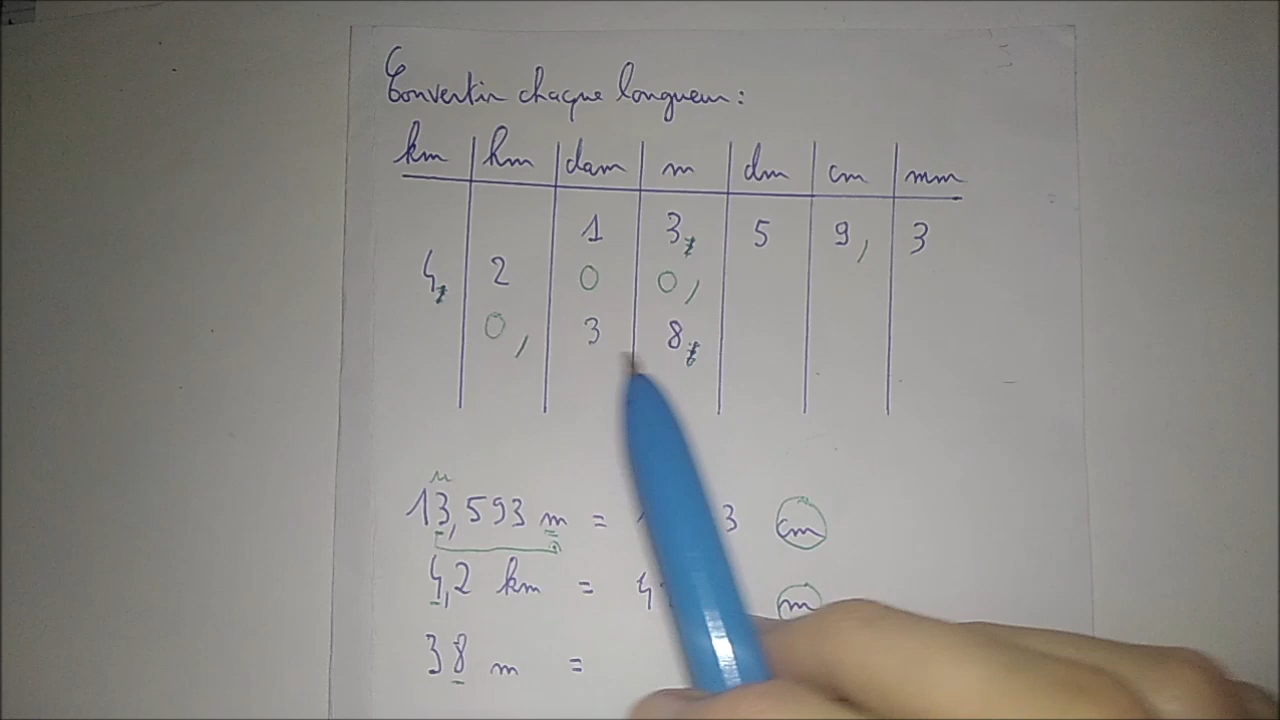 Convertir chaque longueur :
km hm dam m dm cm mm
1 3, 5 9, 3
4, 2 0 0,
0, 3 8,
u
13,593 m = 3 cm
4,2 km = 4 m
38 m =